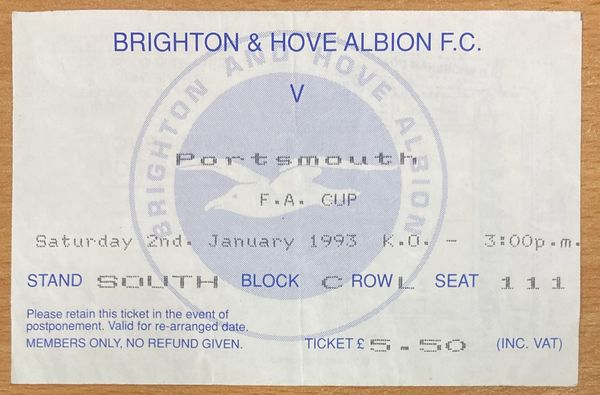 BRIGHTON & HOVE ALBION F.C.
BRIGHTON AND HOVE ALBION
V
Portsmouth
F.A. CUP
Saturday 2nd. January 1993 K.O. - 3:00p.m.
STAND SOUTH BLOCK C ROW L SEAT 111
Please retain this ticket in the event of
postponement. Valid for re-arranged date.
MEMBERS ONLY, NO REFUND GIVEN. TICKET £ 5.50 (INC. VAT)